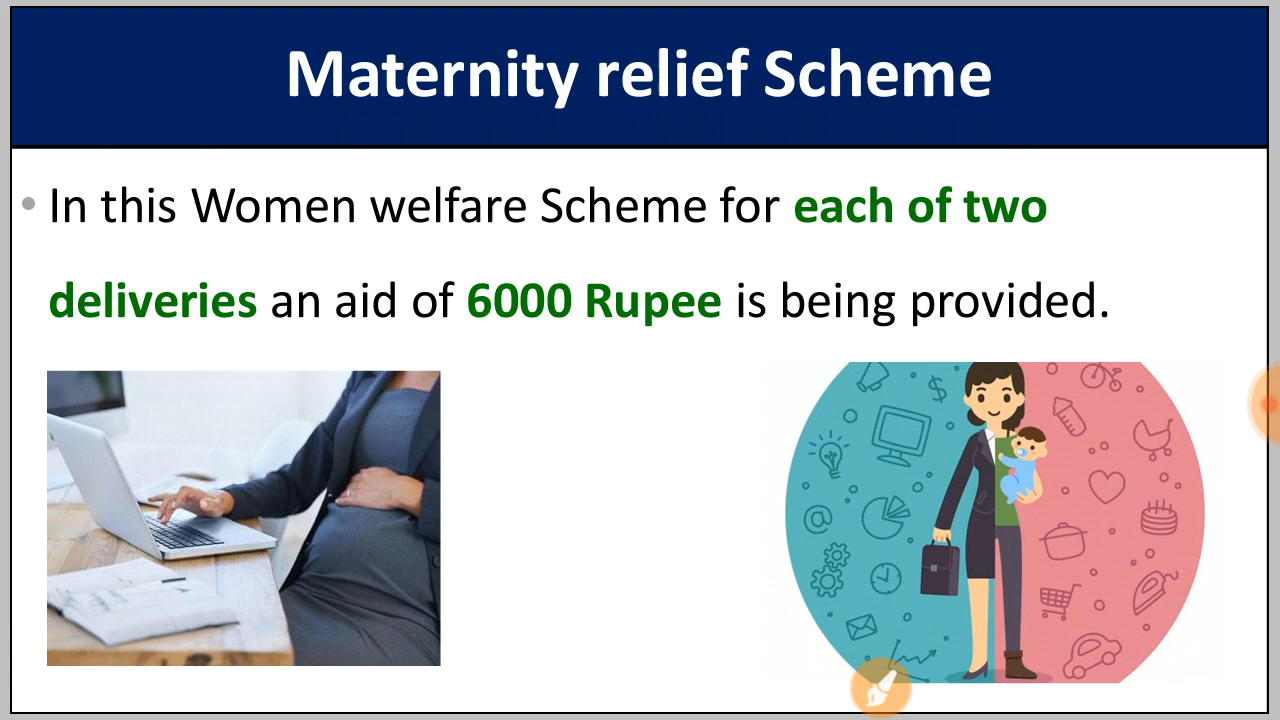 Maternity relief Scheme
• In this Women welfare Scheme for each of two
deliveries an aid of 6000 Rupee is being provided.